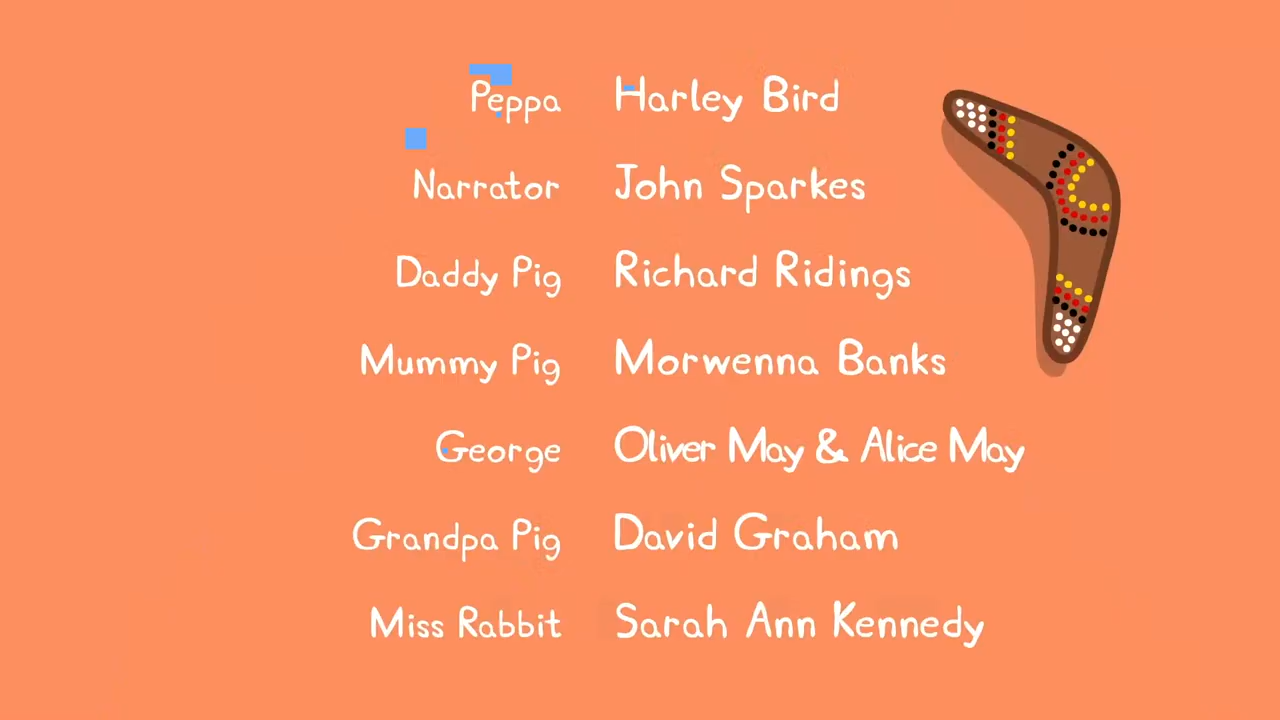 Peppa Harley Bird
Narrator John Sparkes
Daddy Pig Richard Ridings
Mummy Pig Morwenna Banks
George Oliver May & Alice May
Grandpa Pig David Graham
Miss Rabbit Sarah Ann Kennedy